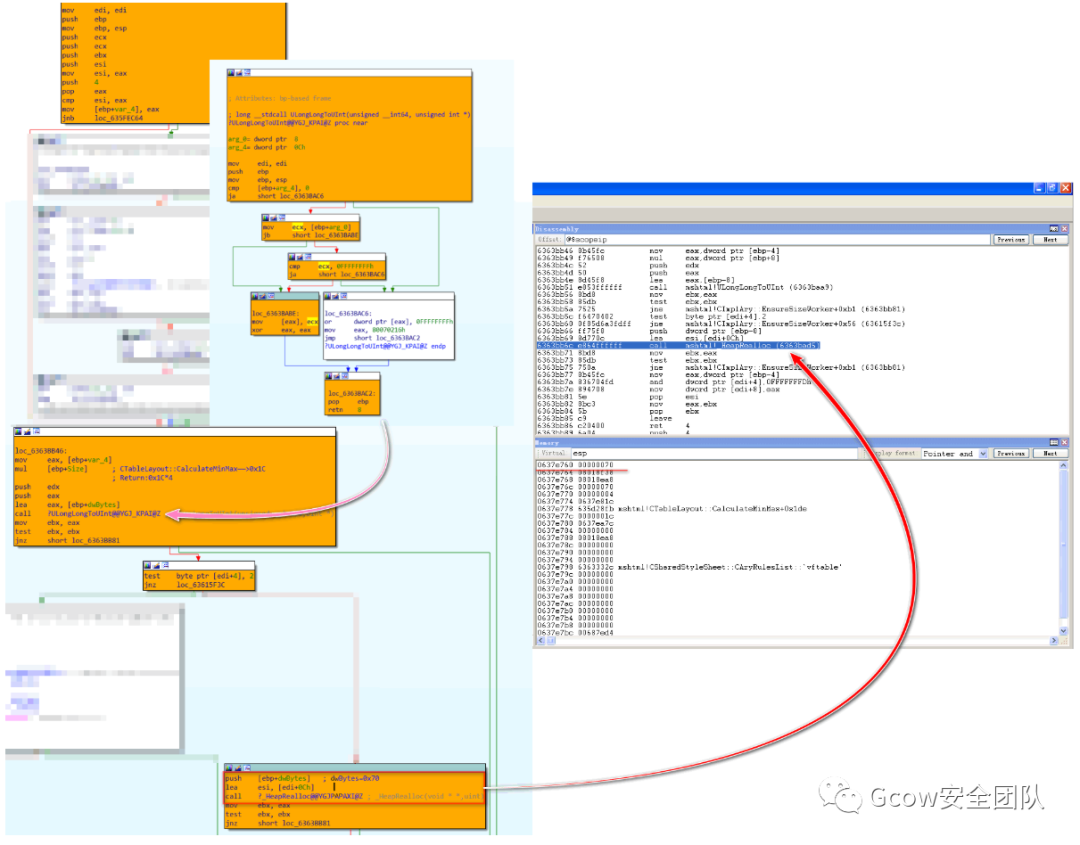 mov edi, edi
push ebp
mov ebp, esp
push ecx
push ecx
push ebx
push esi
mov esi, eax
push 4
pop eax
cmp esi, eax
mov [ebp+var_4], eax
jnb loc_635FEC64
; Attributes: bp-based frame
; long __stdcall ULongLongToUInt(unsigned __int64, unsigned int *)
?ULongLongToUInt@@YGJ_KPAI@Z proc near
arg_0= dword ptr 8
arg_4= dword ptr 0Ch
mov edi, edi
push ebp
mov ebp, esp
cmp [ebp+arg_4], 0
ja short loc_6363BAC6
mov ecx, [ebp+arg_0]
jb short loc_6363BABE
cmp ecx, 0FFFFFFFFh
ja short loc_6363BAC6
loc_6363BABE:
mov [eax], ecx
xor eax, eax
loc_6363BAC6:
or dword ptr [eax], 0FFFFFFFFh
mov eax, 80070216h
jmp short loc_6363BAC2
?ULongLongToUInt@@YGJ_KPAI@Z endp
loc_6363BAC2:
pop ebp
retn 8
loc_6363BB46:
mov eax, [ebp+var_4]
mul [ebp+Size] ; CTableLayout::CalculateMinMax-->0x1C
; Return:0x1C*4
push edx
push eax
lea eax, [ebp+dwBytes]
call ?ULongLongToUInt@@YGJ_KPAI@Z
mov ebx, eax
test ebx, ebx
jnz short loc_6363BB81
test byte ptr [edi+4], 2
jnz loc_63615F3C
push [ebp+dwBytes] ; dwBytes=0x70
lea esi, [edi+0Ch]
call ?_HeapRealloc@@YGJPAPAXI@Z ; _HeapRealloc(void * *,uint)
mov ebx, eax
test ebx, ebx
jnz short loc_6363BB81
Disassembly
Offset: @$scopeip Previous Next
6363bb46 8b45fc mov eax,dword ptr [ebp-4]
6363bb49 f76508 mul eax,dword ptr [ebp+8]
6363bb4c 52 push edx
6363bb4d 50 push eax
6363bb4e 8d45f8 lea eax,[ebp-8]
6363bb51 e853ffffff call mshtml!ULongLongToUInt (6363baa9)
6363bb56 8bd8 mov ebx,eax
6363bb58 85db test ebx,ebx
6363bb5a 7525 jne mshtml!CImplAry::EnsureSizeWorker+0xb1 (6363bb81)
6363bb5c f6470402 test byte ptr [edi+4],2
6363bb60 0f85d6a3fdff jne mshtml!CImplAry::EnsureSizeWorker+0x56 (63615f3c)
6363bb66 ff75f8 push dword ptr [ebp-8]
6363bb69 8d770c lea esi,[edi+0Ch]
6363bb6c e864ffffff call mshtml!_HeapRealloc (6363bad5)
6363bb71 8bd8 mov ebx,eax
6363bb73 85db test ebx,ebx
6363bb75 750a jne mshtml!CImplAry::EnsureSizeWorker+0xb1 (6363bb81)
6363bb77 8b45fc mov eax,dword ptr [ebp-4]
6363bb7a 836704fd and dword ptr [edi+4],0FFFFFFFDh
6363bb7e 894708 mov dword ptr [edi+8],eax
6363bb81 5e pop esi
6363bb82 8bc3 mov eax,ebx
6363bb84 5b pop ebx
6363bb85 c9 leave
6363bb86 c20400 ret 4
6363bb89 6a04 push 4
Memory
Virtual: esp Display format: Pointer and Previous Next
0637e760 00000070
0637e768 08018ea8
0637e76c 00000070
0637e770 00000004
0637e774 0637e81c
0637e778 635d28fb mshtml!CTableLayout::CalculateMinMax+0x1de
0637e77c 0000001c
0637e780 0637ea7c
0637e784 00000000
0637e788 08018ea8
0637e78c 00000000
0637e790 00000000
0637e794 00000000
0637e798 6363332c mshtml!CSharedStyleSheet::CAryRulesList::`vftable'
0637e79c 00000000
0637e7a0 00000000
0637e7a4 00000000
0637e7a8 00000000
0637e7ac 00000000
0637e7b0 00000000
0637e7b4 00000000
0637e7b8 00000000
0637e7bc 00687ed4
Gcow安全团队